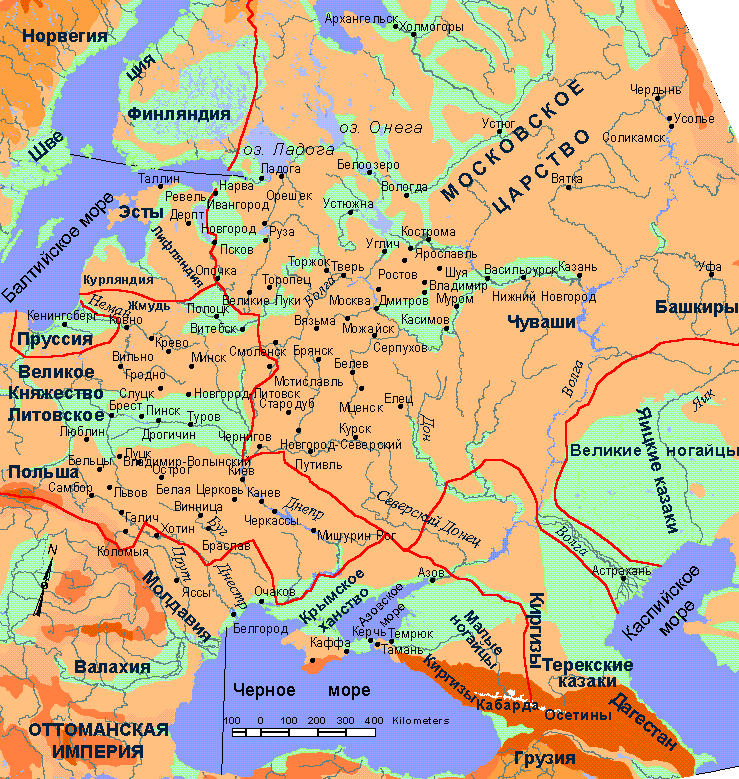 Архангельск
Холмогоры
Норвегия
ция
Чердынь
Усолье
Соликамск
Финляндия
Устюг
оз. Онега
МОСКОВСКОЕ
ЦАРСТВО
Шве
оз. Ладога
Ладога
Белоозеро
Вологда
Вятка
Таллин
Нарва
Ревель
Ивангород
Орешек
Устюжна
Эсты
Дерпт
Новгород
Руза
Кострома
Углич
Ярославль
Балтийское море
Лифляндия
Псков
Опочка
Торжок
Тверь
Ростов
Шуя
Васильсурск
Казань
Уфа
Курляндия
Торопец
Владимир
Великие Луки
Волга
Москва
Дмитров
Муром
Нижний Новгород
Неман
Жмудь
Полоцк
Башкиры
Кенингсберг
Ковно
Витебск
Вязьма
Можайск
Касимов
Чуваши
Пруссия
Крево
Серпухов
Вильно
Минск
Смоленск
Брянск
Белев
Волга
Великое
Княжество
Литовское
Гродно
Мстиславль
Слуцк
Новгород-Литовск
Стародуб
Мценск
Елец
Яик
Брест
Пинск
Туров
Дон
Люблин
Дрогичин
Чернигов
Курск
Новгород-Северский
Великие ногайцы
Яицкие казаки
Луцк
Бельцы
Владимир-Волынский
Путивль
Польша
Острог
Киев
Самбор
Львов
Белая Церковь
Канев
Днепр
Северский Донец
Галич
Винница
Черкассы
Хотин
Буг
Мишурин Рог
Волга
Коломыя
Браслав
N
Прут
Днестр
Астрахань
Молдавия
Яссы
Очаков
Крымское
ханство
Азовское
море
Азов
Киргизы
Каспийское
море
Белгород
Малые
ногайцы
Керчь
Темрюк
Каффа
Тамань
Валахия
Киргизы
Терекские
казаки
Черное море
Кабарда
Осетины
Дагестан
ОТТОМАНСКАЯ
ИМПЕРИЯ
100 0 100 200 300 400 Kilometers
Грузия